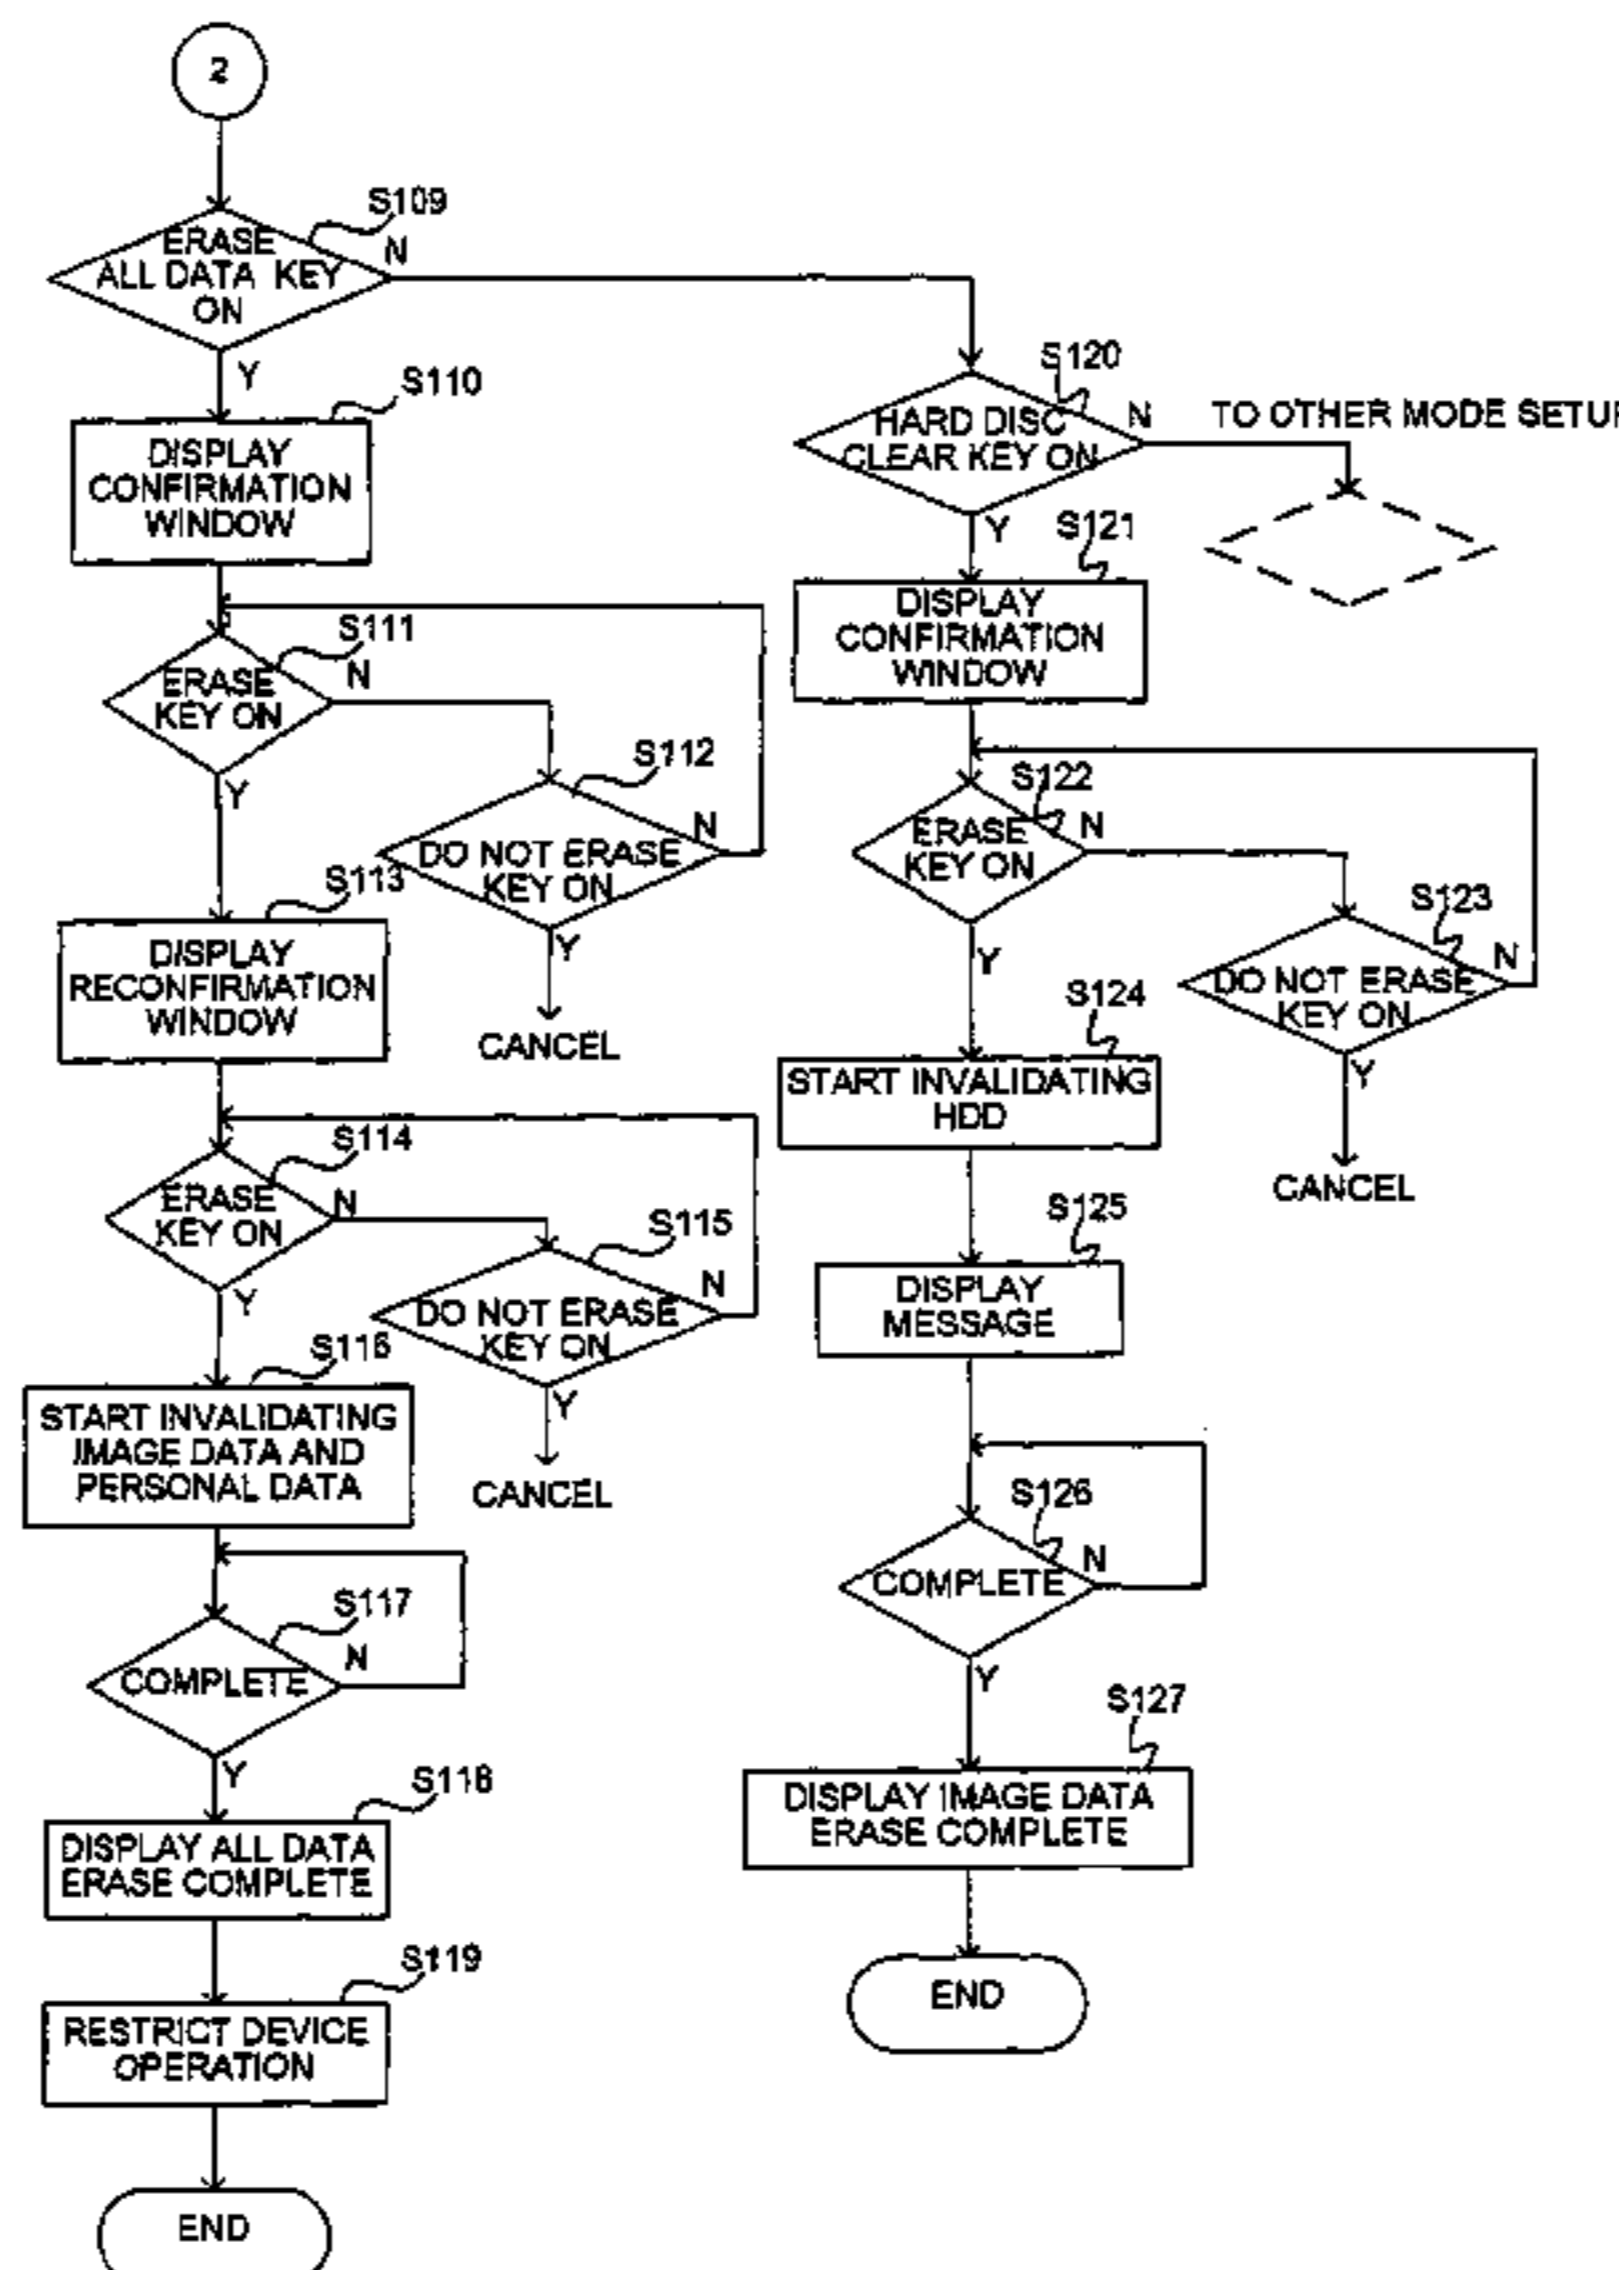 2
S109
ERASE
ALL DATA KEY
ON
N
Y
S110
DISPLAY
CONFIRMATION
WINDOW
S111
ERASE
KEY ON
N
Y
S112
DO NOT ERASE
KEY ON
N
Y
CANCEL
S113
DISPLAY
RECONFIRMATION
WINDOW
S114
ERASE
KEY ON
N
Y
S115
DO NOT ERASE
KEY ON
N
Y
CANCEL
S116
START INVALIDATING
IMAGE DATA AND
PERSONAL DATA
S117
COMPLETE
N
Y
S118
DISPLAY ALL DATA
ERASE COMPLETE
S119
RESTRICT DEVICE
OPERATION
END
S120
HARD DISC
CLEAR KEY ON
N
TO OTHER MODE SETUP
Y
S121
DISPLAY
CONFIRMATION
WINDOW
S122
ERASE
KEY ON
N
Y
S123
DO NOT ERASE
KEY ON
N
Y
CANCEL
S124
START INVALIDATING
HDD
S125
DISPLAY
MESSAGE
S126
COMPLETE
N
Y
S127
DISPLAY IMAGE DATA
ERASE COMPLETE
END